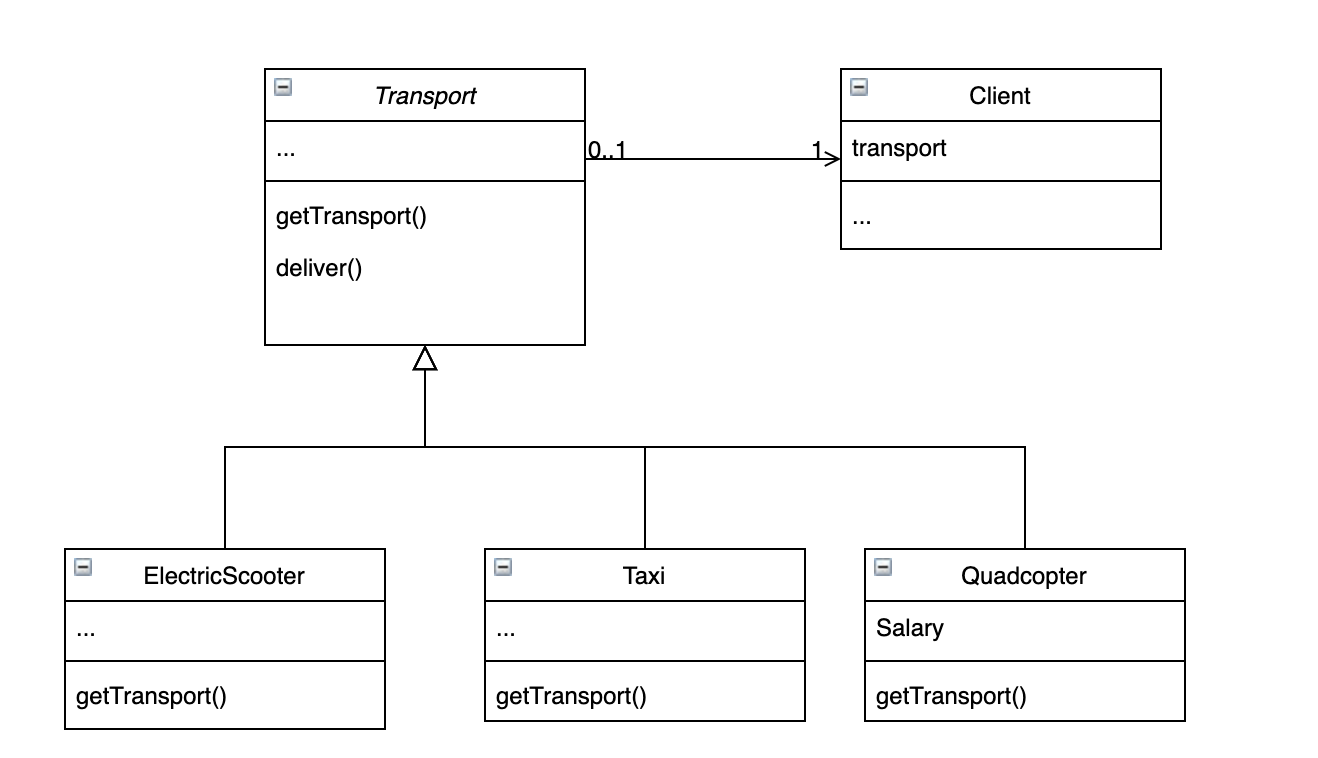 Transport
...
getTransport()
deliver()
0..1
1
Client
transport
...
ElectricScooter
...
getTransport()
Taxi
...
getTransport()
Quadcopter
Salary
getTransport()